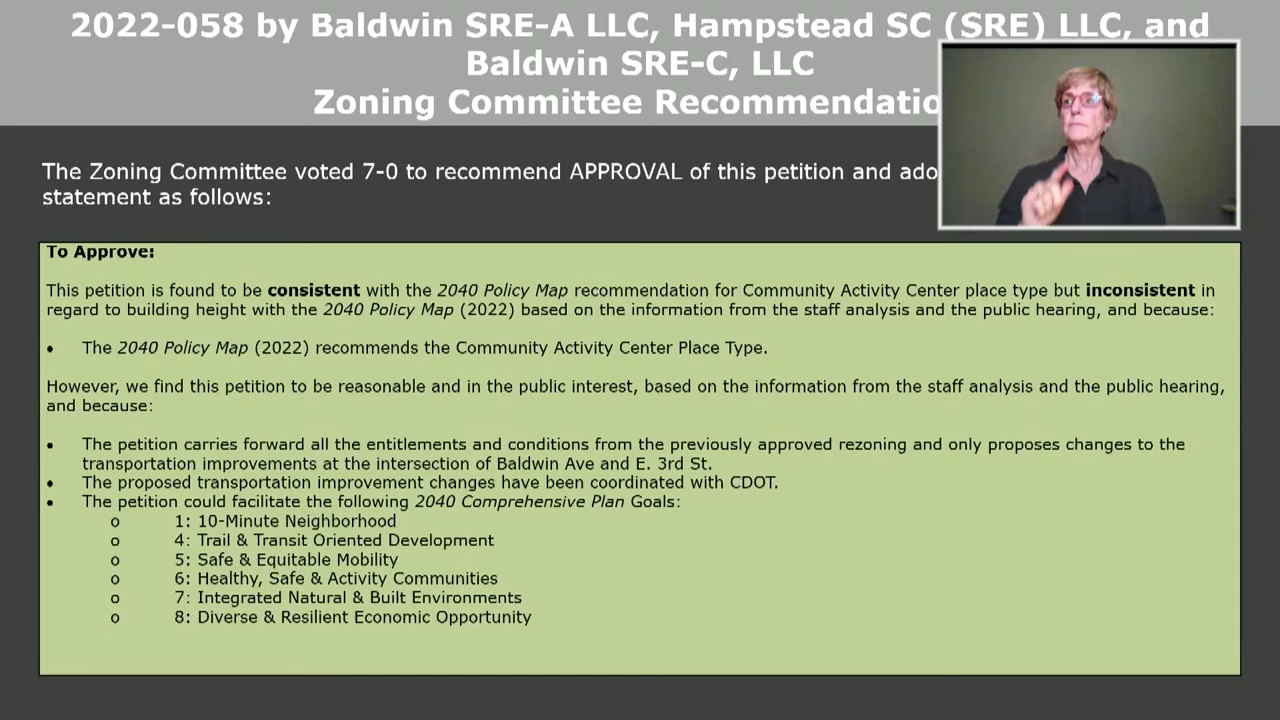 2022-058 by Baldwin SRE-A LLC, Hampstead SC (SRE) LLC, and
Baldwin SRE-C, LLC
Zoning Committee
The Zoning Committee voted 7-0 to recommend APPROVAL of this petition and
statement as follows:
To Approve:
This petition is found to be consistent with the 2040 Policy Map recommendation for Community Activity Center place type but inconsistent in
regard to building height with the 2040 Policy Map (2022) based on the information from the staff analysis and the public hearing, and because:
• The 2040 Policy Map (2022) recommends the Community Activity Center Place Type.
However, we find this petition to be reasonable and in the public interest, based on the information from the staff analysis and the public hearing,
and because:
• The petition carries forward all the entitlements and conditions from the previously approved rezoning and only proposes changes to the
transportation improvements at the intersection of Baldwin Ave and E. 3rd St.
• The proposed transportation improvement changes have been coordinated with CDOT.
• The petition could facilitate the following 2040 Comprehensive Plan Goals:
o 1: 10-Minute Neighborhood
o 4: Trail & Transit Oriented Development
o 5: Safe & Equitable Mobility
o 6: Healthy, Safe & Activity Communities
o 7: Integrated Natural & Built Environments
o 8: Diverse & Resilient Economic Opportunity